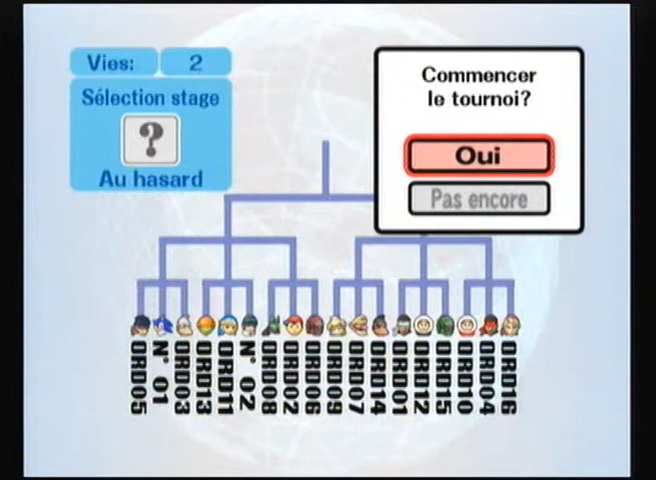 Vies: 2
Sélection stage
?
Au hasard
Commencer
le tournoi?
Oui
Pas encore
ORD05
N° 01
ORD03
ORD13
ORD11
N° 02
ORD08
ORD02
ORD06
ORD09
ORD07
ORD14
ORD01
ORD12
ORD15
ORD10
ORD04
ORD16